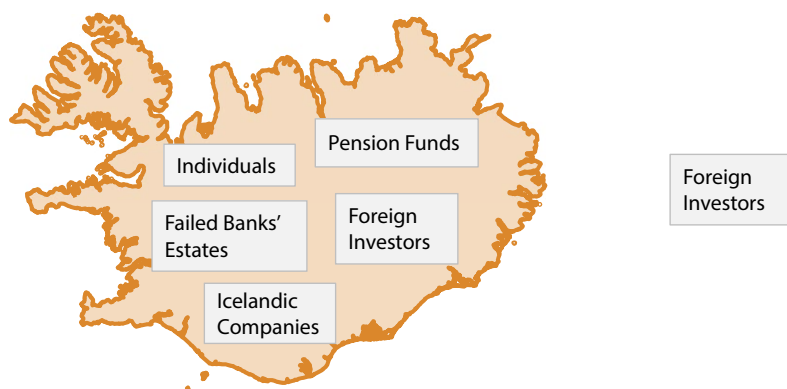 Pension Funds
Individuals
Failed Banks’
Estates
Foreign
Investors
Icelandic
Companies
Foreign
Investors